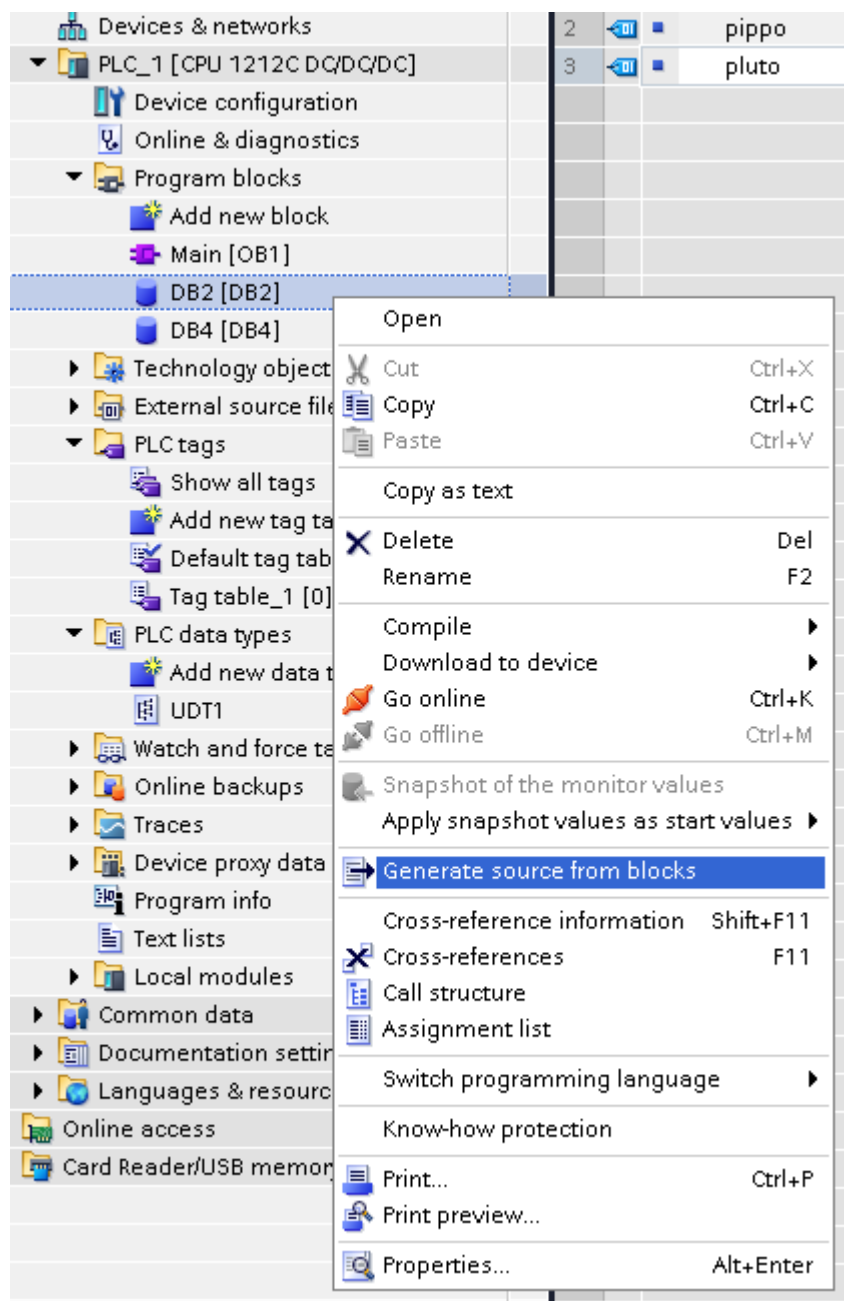 Devices & networks
PLC_1 [CPU 1212C DC/DC/DC]
Device configuration
Online & diagnostics
Program blocks
Add new block
Main [OB1]
DB2 [DB2]
DB4 [DB4]
Technology object
External source file
PLC tags
Show all tags
Add new tag ta
Default tag tab
Tag table_1 [0]
PLC data types
Add new data t
UDT1
Watch and force ta
Online backups
Traces
Device proxy data
Program info
Text lists
Local modules
Common data
Documentation settin
Languages & resourc
Online access
Card Reader/USB memory
2 pippo
3 pluto
Open
Cut Ctrl+X
Copy Ctrl+C
Paste Ctrl+V
Copy as text
Delete Del
Rename F2
Compile
Download to device
Go online Ctrl+K
Go offline Ctrl+M
Snapshot of the monitor values
Apply snapshot values as start values
Generate source from blocks
Cross-reference information Shift+F11
Cross-references F11
Call structure
Assignment list
Switch programming language
Know-how protection
Print... Ctrl+P
Print preview...
Properties... Alt+Enter